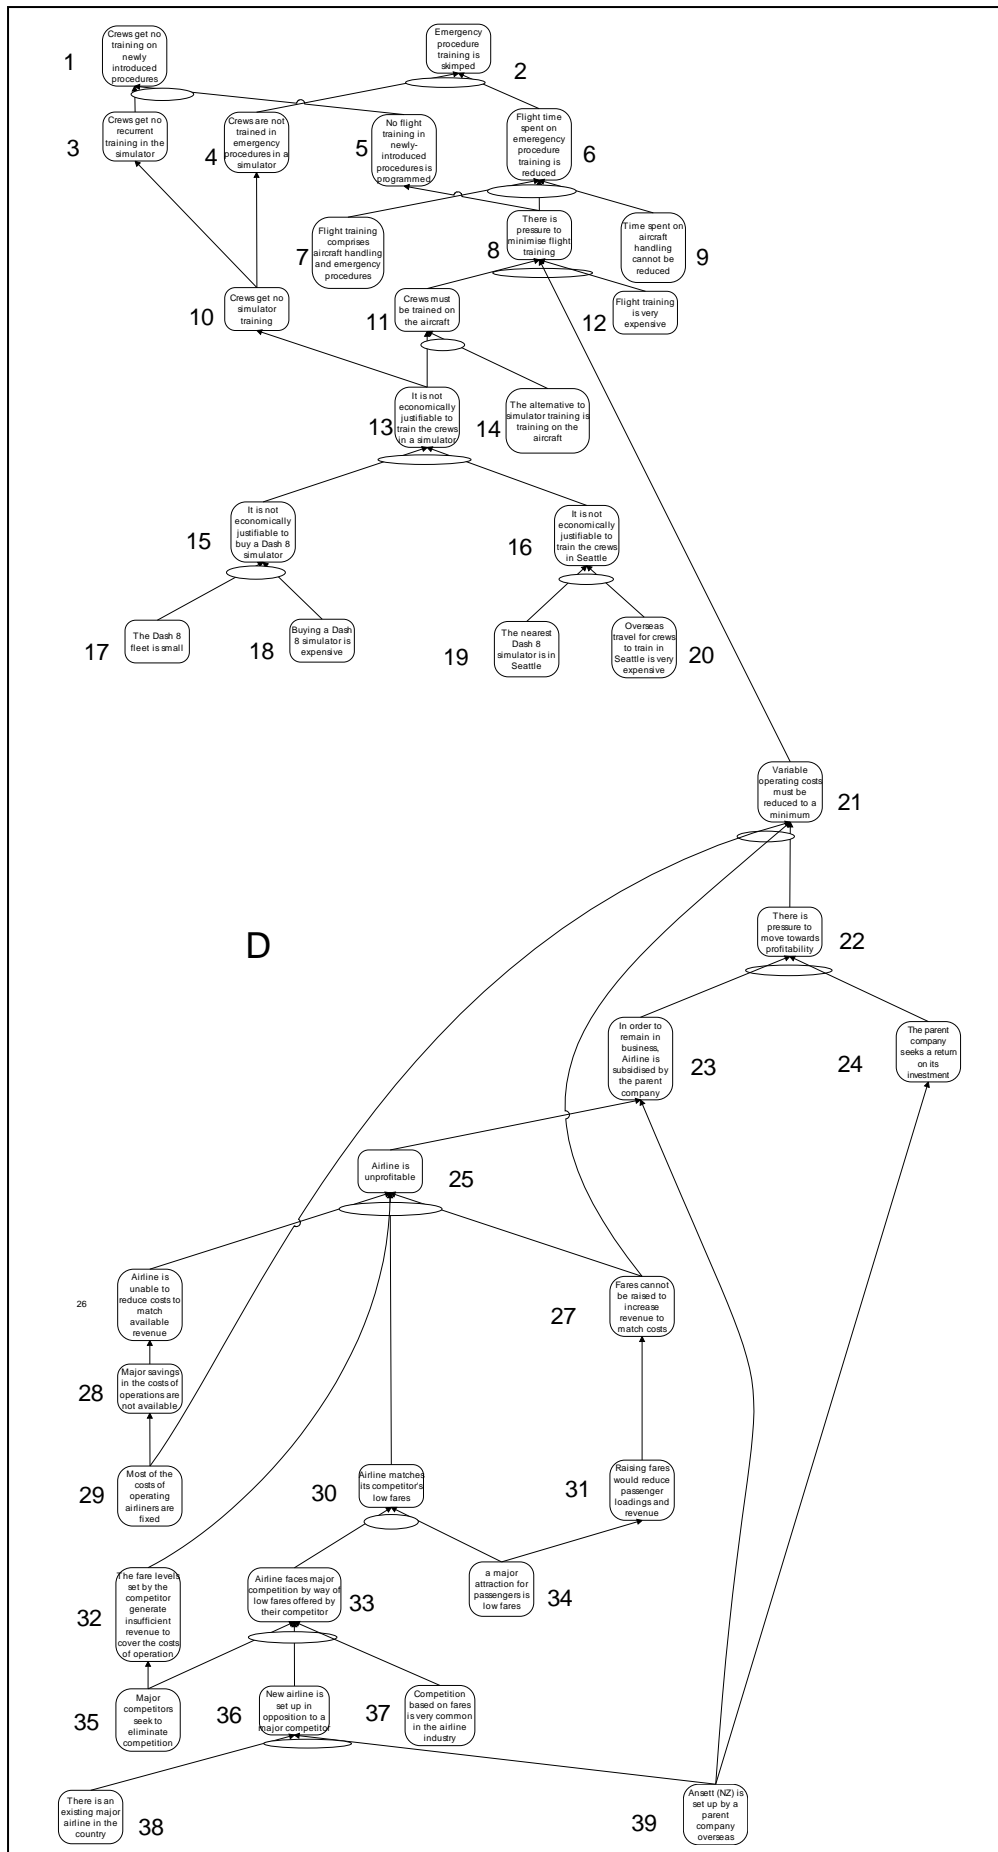 Crews get no
training on
newly
introduced
procedures
1
Emergency
procedure
training is
skimped
2
Crews get no
recurrent
training in the
simulator
3
Crews are not
trained in
emergency
procedures in a
simulator
4
No flight
training in
newly-
introduced
procedures is
programmed
5
Flight time
spent on
emeregency
procedure
training is
reduced
6
Flight training
comprises
aircraft handling
and emergency
procedures
7
There is
pressure to
minimise flight
training
8
Time spent on
aircraft
handling
cannot be
reduced
9
Crews get no
simulator
training
10
Crews must
be trained on
the aircraft
11
Flight training
is very
expensive
12
It is not
economically
justifiable to
train the crews
in a simulator
13
The alternative to
simulator training is
training on the
aircraft
14
It is not
economically
justifiable to
buy a Dash 8
simulator
15
It is not
economically
justifiable to
train the crews
in Seattle
16
The Dash 8
fleet is small
17
Buying a Dash
8 simulator is
expensive
18
The nearest
Dash 8
simulator is in
Seattle
19
Overseas
travel for crews
to train in
Seattle is very
expensive
20
Variable
operating costs
must be
reduced to a
minimum
21
There is
pressure to
move towards
profitability
22
D
In order to
remain in
business,
Airline is
subsidised by
the parent
company
23
The parent
company
seeks a return
on its
investment
24
Airline is
unprofitable
25
Airline is
unable to
reduce costs to
match
available
revenue
26
Fares cannot
be raised to
increase
revenue to
match costs
27
Major savings
in the costs of
operations are
not available
28
Most of the
costs of
operating
airliners are
fixed
29
Airline matches
its competitor's
low fares
30
Raising fares
would reduce
passenger
loadings and
revenue
31
The fare levels
set by the
competitor
generate
insufficient
revenue to
cover the costs
of operation
32
Airline faces major
competition by way of
low fares offered by
their competitor
33
a major
attraction for
passengers is
low fares
34
Major
competitors
seek to
eliminate
competition
35
New airline is
set up in
opposition to a
major competitor
36
Competition
based on fares
is very common
in the airline
industry
37
There is an
existing major
airline in the
country
38
Ansett (NZ) is
set up by a
parent
company
overseas
39